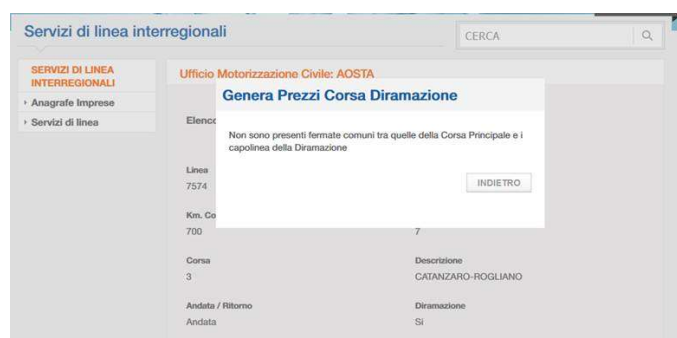 Servizi di linea interregionali
CERCA
SERVIZI DI LINEA
INTERREGIONALI
Anagrafe Imprese
Servizi di linea
Ufficio Motorizzazione Civile: AOSTA
Genera Prezzi Corsa Diramazione
Non sono presenti fermate comuni tra quelle della Corsa Principale e i
capolinea della Diramazione
INDIETRO
Linea
7574
Km.
700
7
Corsa
Descrizione
3
CATANZARO-ROGLIANO
Andata / Ritorno
Diramazione
Andata
Si